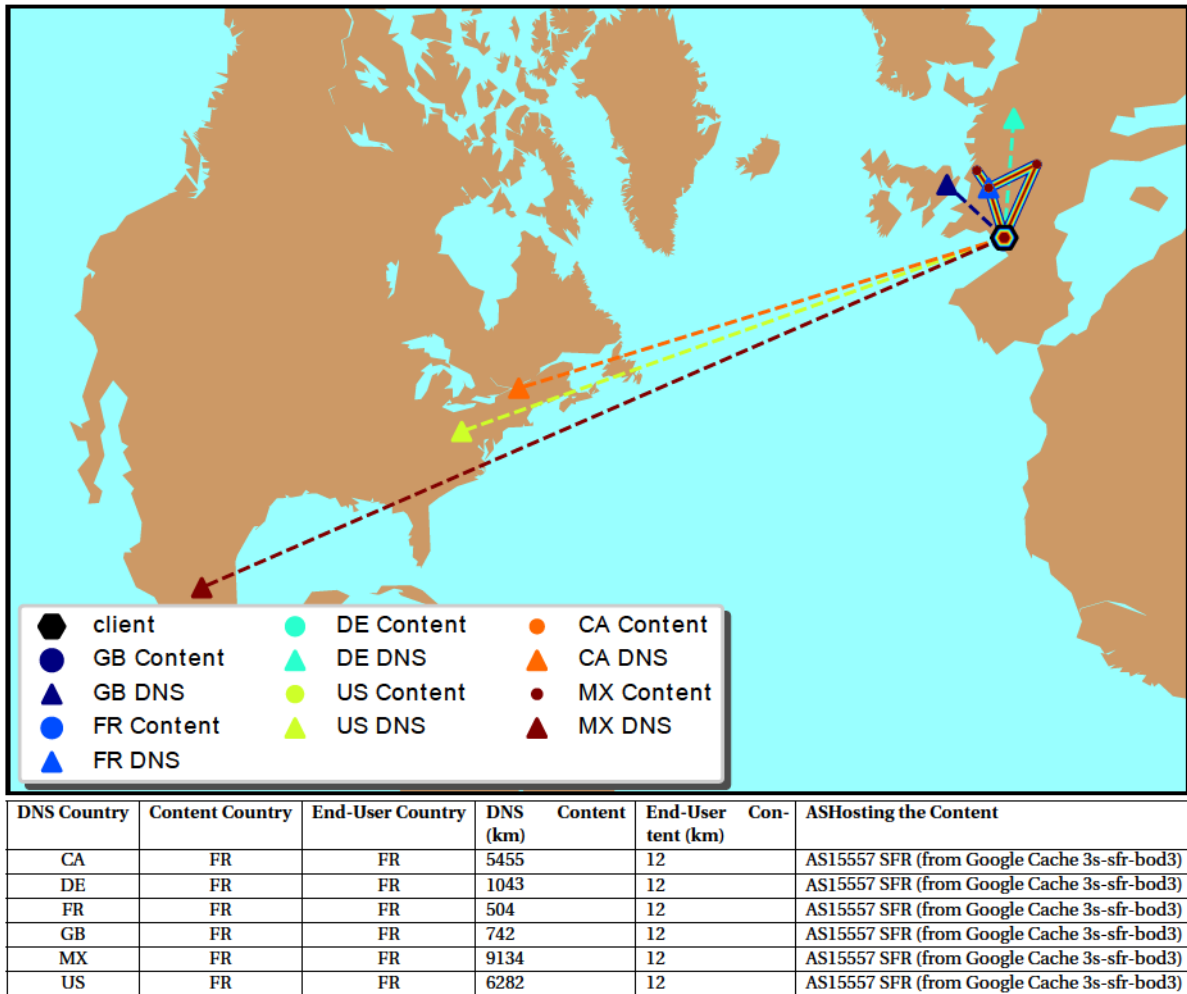 client
GB Content
GB DNS
FR Content
FR DNS
DE Content
DE DNS
US Content
US DNS
CA Content
CA DNS
MX Content
MX DNS
DNS Country Content Country End-User Country DNS Content (km) End-User Con-tent (km) ASHosting the Content
CA FR FR 5455 12 AS15557 SFR (from Google Cache 3s-sfr-bod3)
DE FR FR 1043 12 AS15557 SFR (from Google Cache 3s-sfr-bod3)
FR FR FR 504 12 AS15557 SFR (from Google Cache 3s-sfr-bod3)
GB FR FR 742 12 AS15557 SFR (from Google Cache 3s-sfr-bod3)
MX FR FR 9134 12 AS15557 SFR (from Google Cache 3s-sfr-bod3)
US FR FR 6282 12 AS15557 SFR (from Google Cache 3s-sfr-bod3)